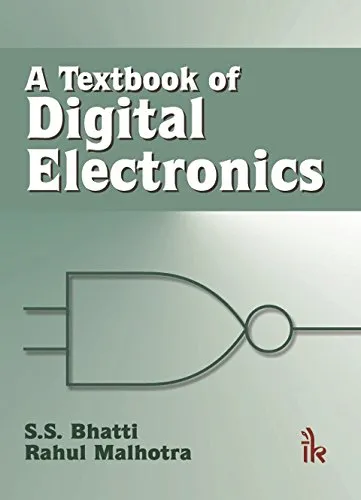 A Textbook of
Digital
Electronics
S.S. Bhatti
Rahul Malhotra
ik